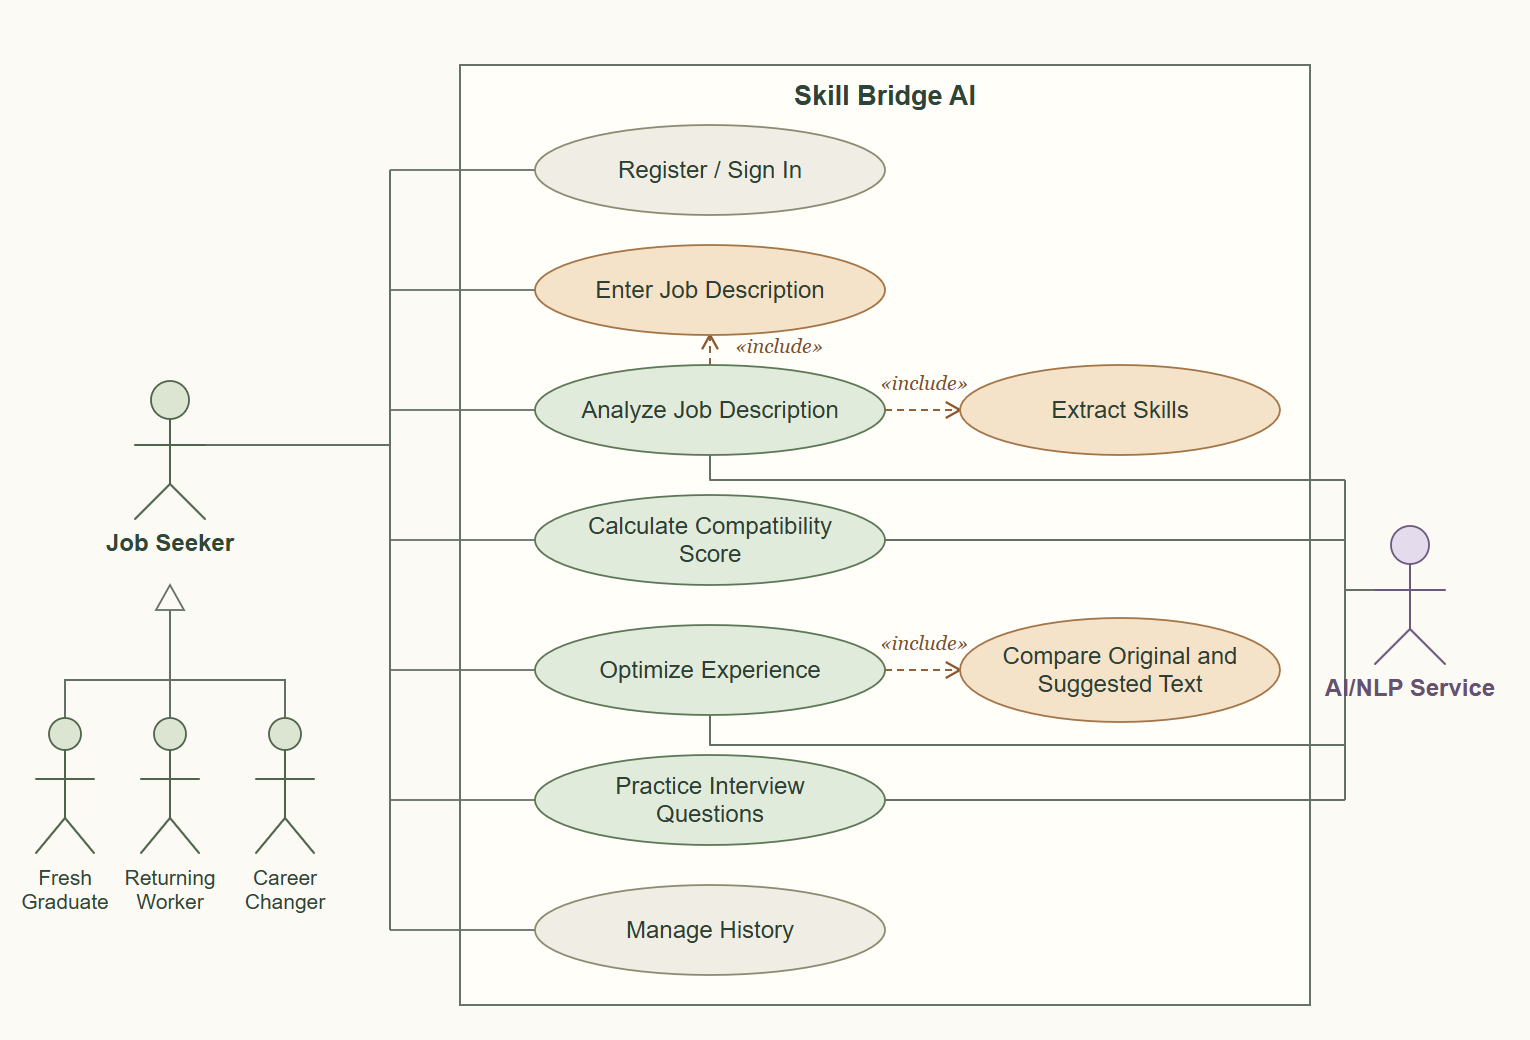 Skill Bridge AI
Register / Sign In
Enter Job Description
«include»
Analyze Job Description
«include»
Extract Skills
Job Seeker
Calculate Compatibility
Score
Optimize Experience
«include»
Compare Original and
Suggested Text
AI/NLP Service
Practice Interview
Questions
Fresh
Graduate
Returning
Worker
Career
Changer
Manage History